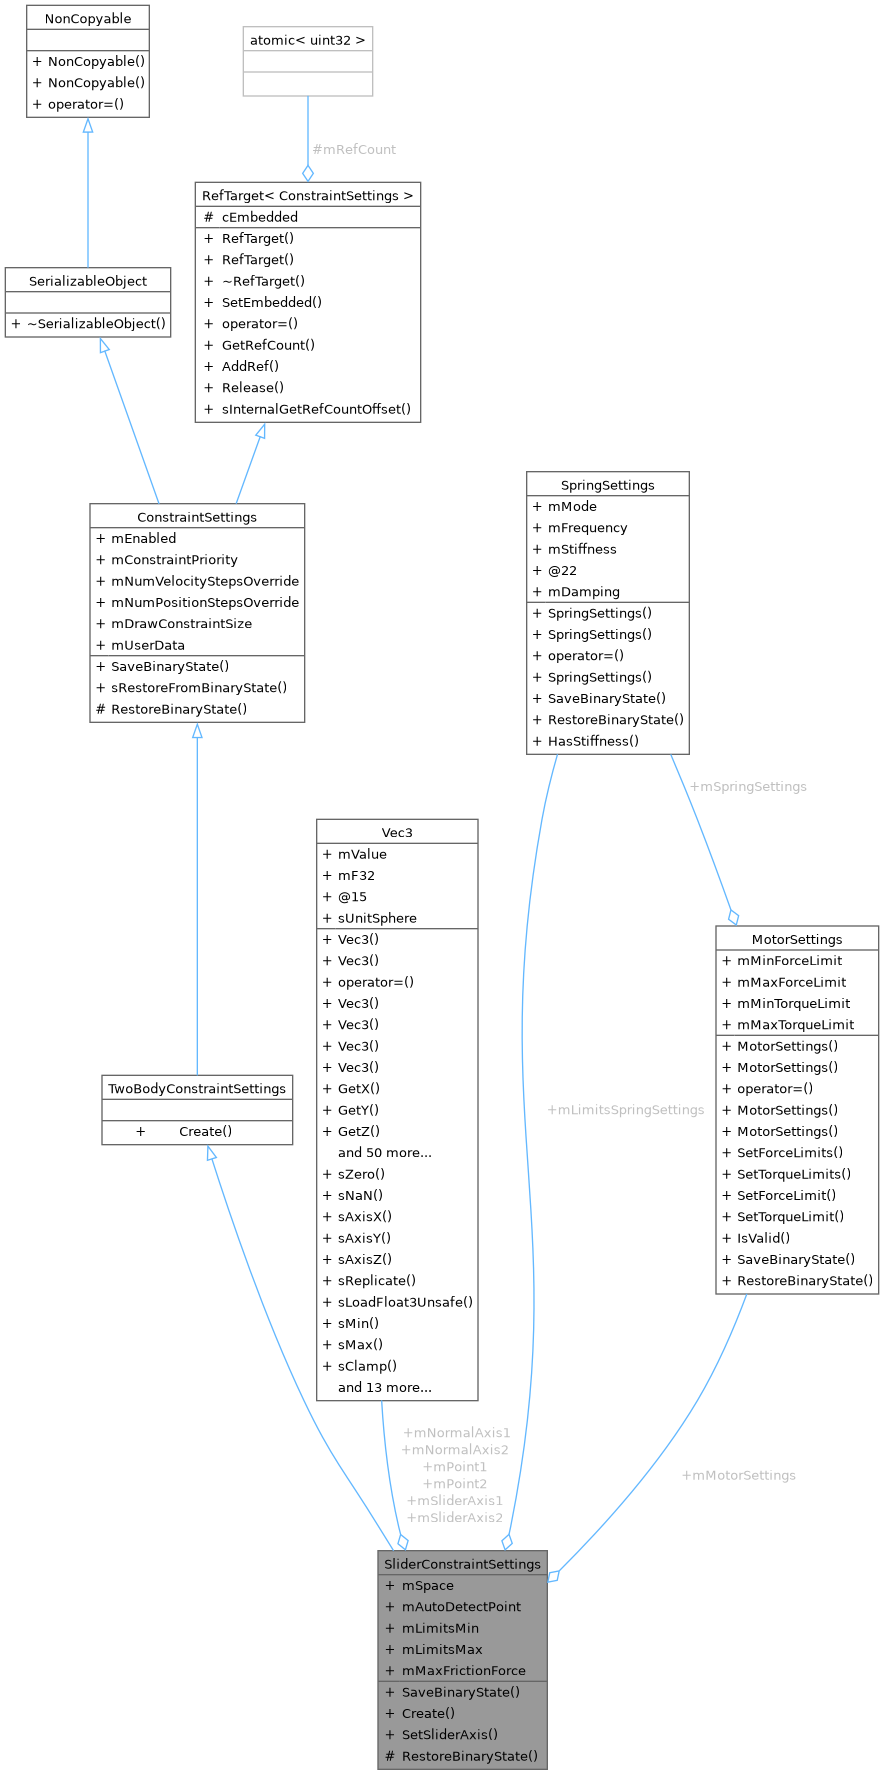 NonCopyable
+ NonCopyable()
+ NonCopyable()
+ operator=()
atomic< uint32 >
#mRefCount
RefTarget< ConstraintSettings >
# cEmbedded
+ RefTarget()
+ RefTarget()
+ ~RefTarget()
+ SetEmbedded()
+ operator=()
+ GetRefCount()
+ AddRef()
+ Release()
+ sInternalGetRefCountOffset()
SerializableObject
+ ~SerializableObject()
ConstraintSettings
+ mEnabled
+ mConstraintPriority
+ mNumVelocityStepsOverride
+ mNumPositionStepsOverride
+ mDrawConstraintSize
+ mUserData
+ SaveBinaryState()
+ sRestoreFromBinaryState()
# RestoreBinaryState()
SpringSettings
+ mMode
+ mFrequency
+ mStiffness
+ @22
+ mDamping
+ SpringSettings()
+ SpringSettings()
+ operator=()
+ SpringSettings()
+ SaveBinaryState()
+ RestoreBinaryState()
+ HasStiffness()
+mSpringSettings
Vec3
+ mValue
+ mF32
+ @15
+ sUnitSphere
+ Vec3()
+ Vec3()
+ operator=()
+ Vec3()
+ Vec3()
+ Vec3()
+ Vec3()
+ GetX()
+ GetY()
+ GetZ()
and 50 more...
+ sZero()
+ sNaN()
+ sAxisX()
+ sAxisY()
+ sAxisZ()
+ sReplicate()
+ sLoadFloat3Unsafe()
+ sMin()
+ sMax()
+ sClamp()
and 13 more...
MotorSettings
+ mMinForceLimit
+ mMaxForceLimit
+ mMinTorqueLimit
+ mMaxTorqueLimit
+ MotorSettings()
+ MotorSettings()
+ operator=()
+ MotorSettings()
+ MotorSettings()
+ SetForceLimits()
+ SetTorqueLimits()
+ SetForceLimit()
+ SetTorqueLimit()
+ IsValid()
+ SaveBinaryState()
+ RestoreBinaryState()
TwoBodyConstraintSettings
+ Create()
+mLimitsSpringSettings
+mNormalAxis1
+mNormalAxis2
+mPoint1
+mPoint2
+mSliderAxis1
+mSliderAxis2
+mMotorSettings
SliderConstraintSettings
+ mSpace
+ mAutoDetectPoint
+ mLimitsMin
+ mLimitsMax
+ mMaxFrictionForce
+ SaveBinaryState()
+ Create()
+ SetSliderAxis()
# RestoreBinaryState()